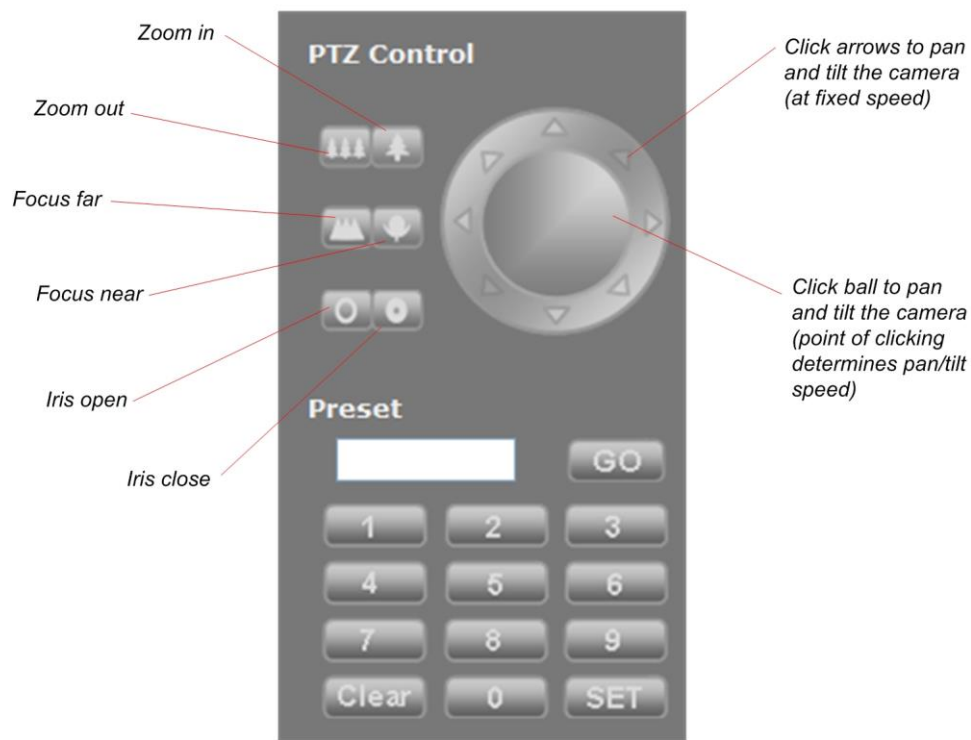 Zoom in
PTZ Control
Click arrows to pan
and tilt the camera
(at fixed speed)
Zoom out
Focus far
Focus near
Click ball to pan
and tilt the camera
(point of clicking
determines pan/tilt
speed)
Iris open
Preset
Iris close
GO
1 2 3
4 5 6
7 8 9
Clear 0 SET